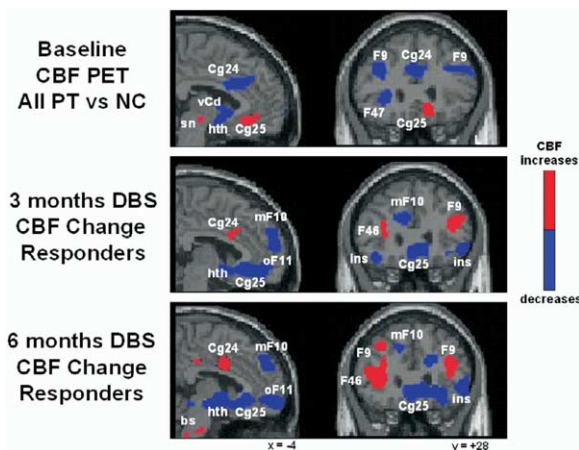 Baseline
CBF PET
All PT vs NC
Cg24
vCd
sn
hth
Cg25
F9
Cg24
F9
F47
Cg25
3 months DBS
CBF Change
Responders
Cg24
mF10
oF11
hth
Cg25
mF10
F9
F46
ins
Cg25
ins
6 months DBS
CBF Change
Responders
Cg24
mF10
oF11
hth
Cg25
bs
mF10
F9
F9
F46
Cg25
ins
x = -4
y = +28
CBF
increases
decreases